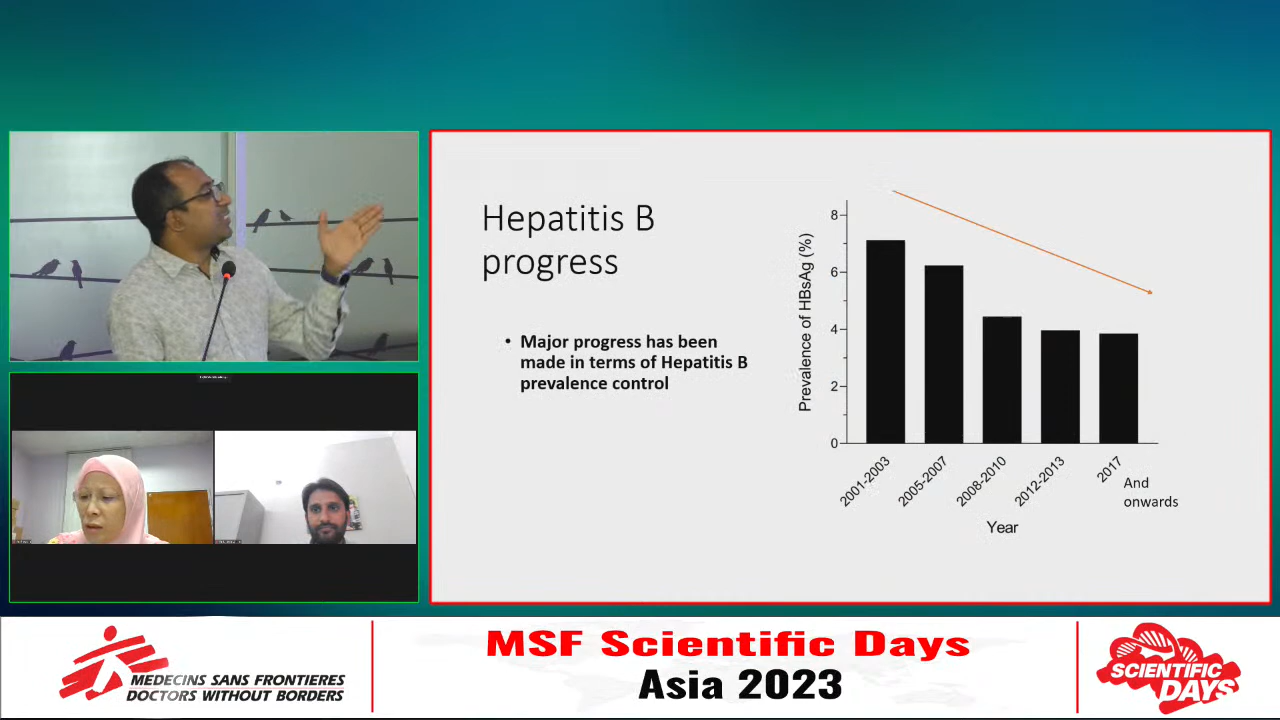 Hepatitis B
progress
• Major progress has been
made in terms of Hepatitis B
prevalence control
Prevalence of HBsAg (%)
8
6
4
2
0
2001-2003
2005-2007
2008-2010
2012-2013
2017
And
onwards
Year
MEDECINS SANS FRONTIERES
DOCTORS WITHOUT BORDERS
MSF Scientific Days
Asia 2023
SCIENTIFIC
DAYS